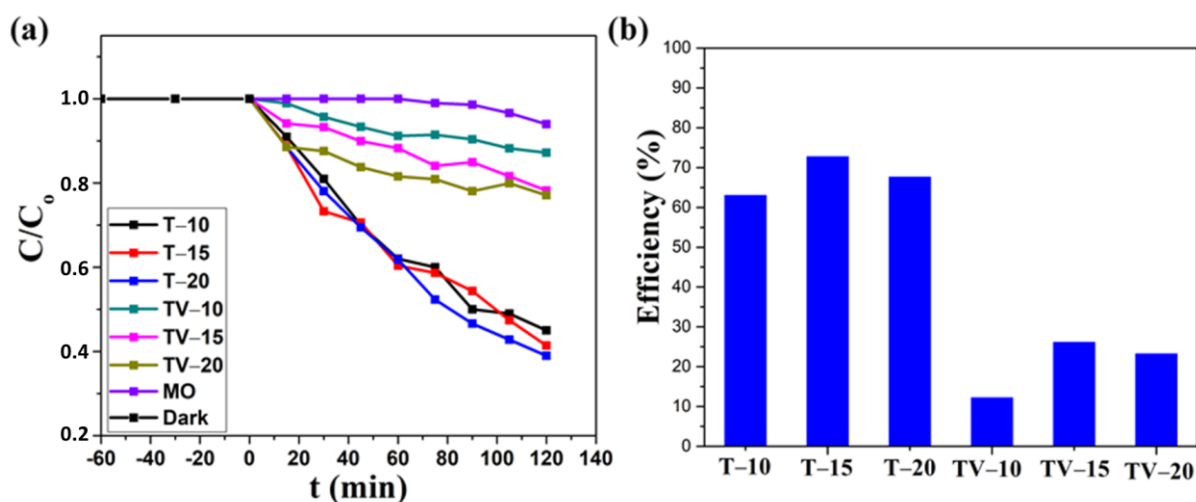 (a)
1.0
0.8
0.6
0.4
0.2
C/Co
T–10
T–15
T–20
TV–10
TV–15
TV–20
MO
Dark
-60 -40 -20 0 20 40 60 80 100 120 140
t (min)
(b)
100
90
80
70
60
50
40
30
20
10
0
Efficiency (%)
T–10 T–15 T–20 TV–10 TV–15 TV–20